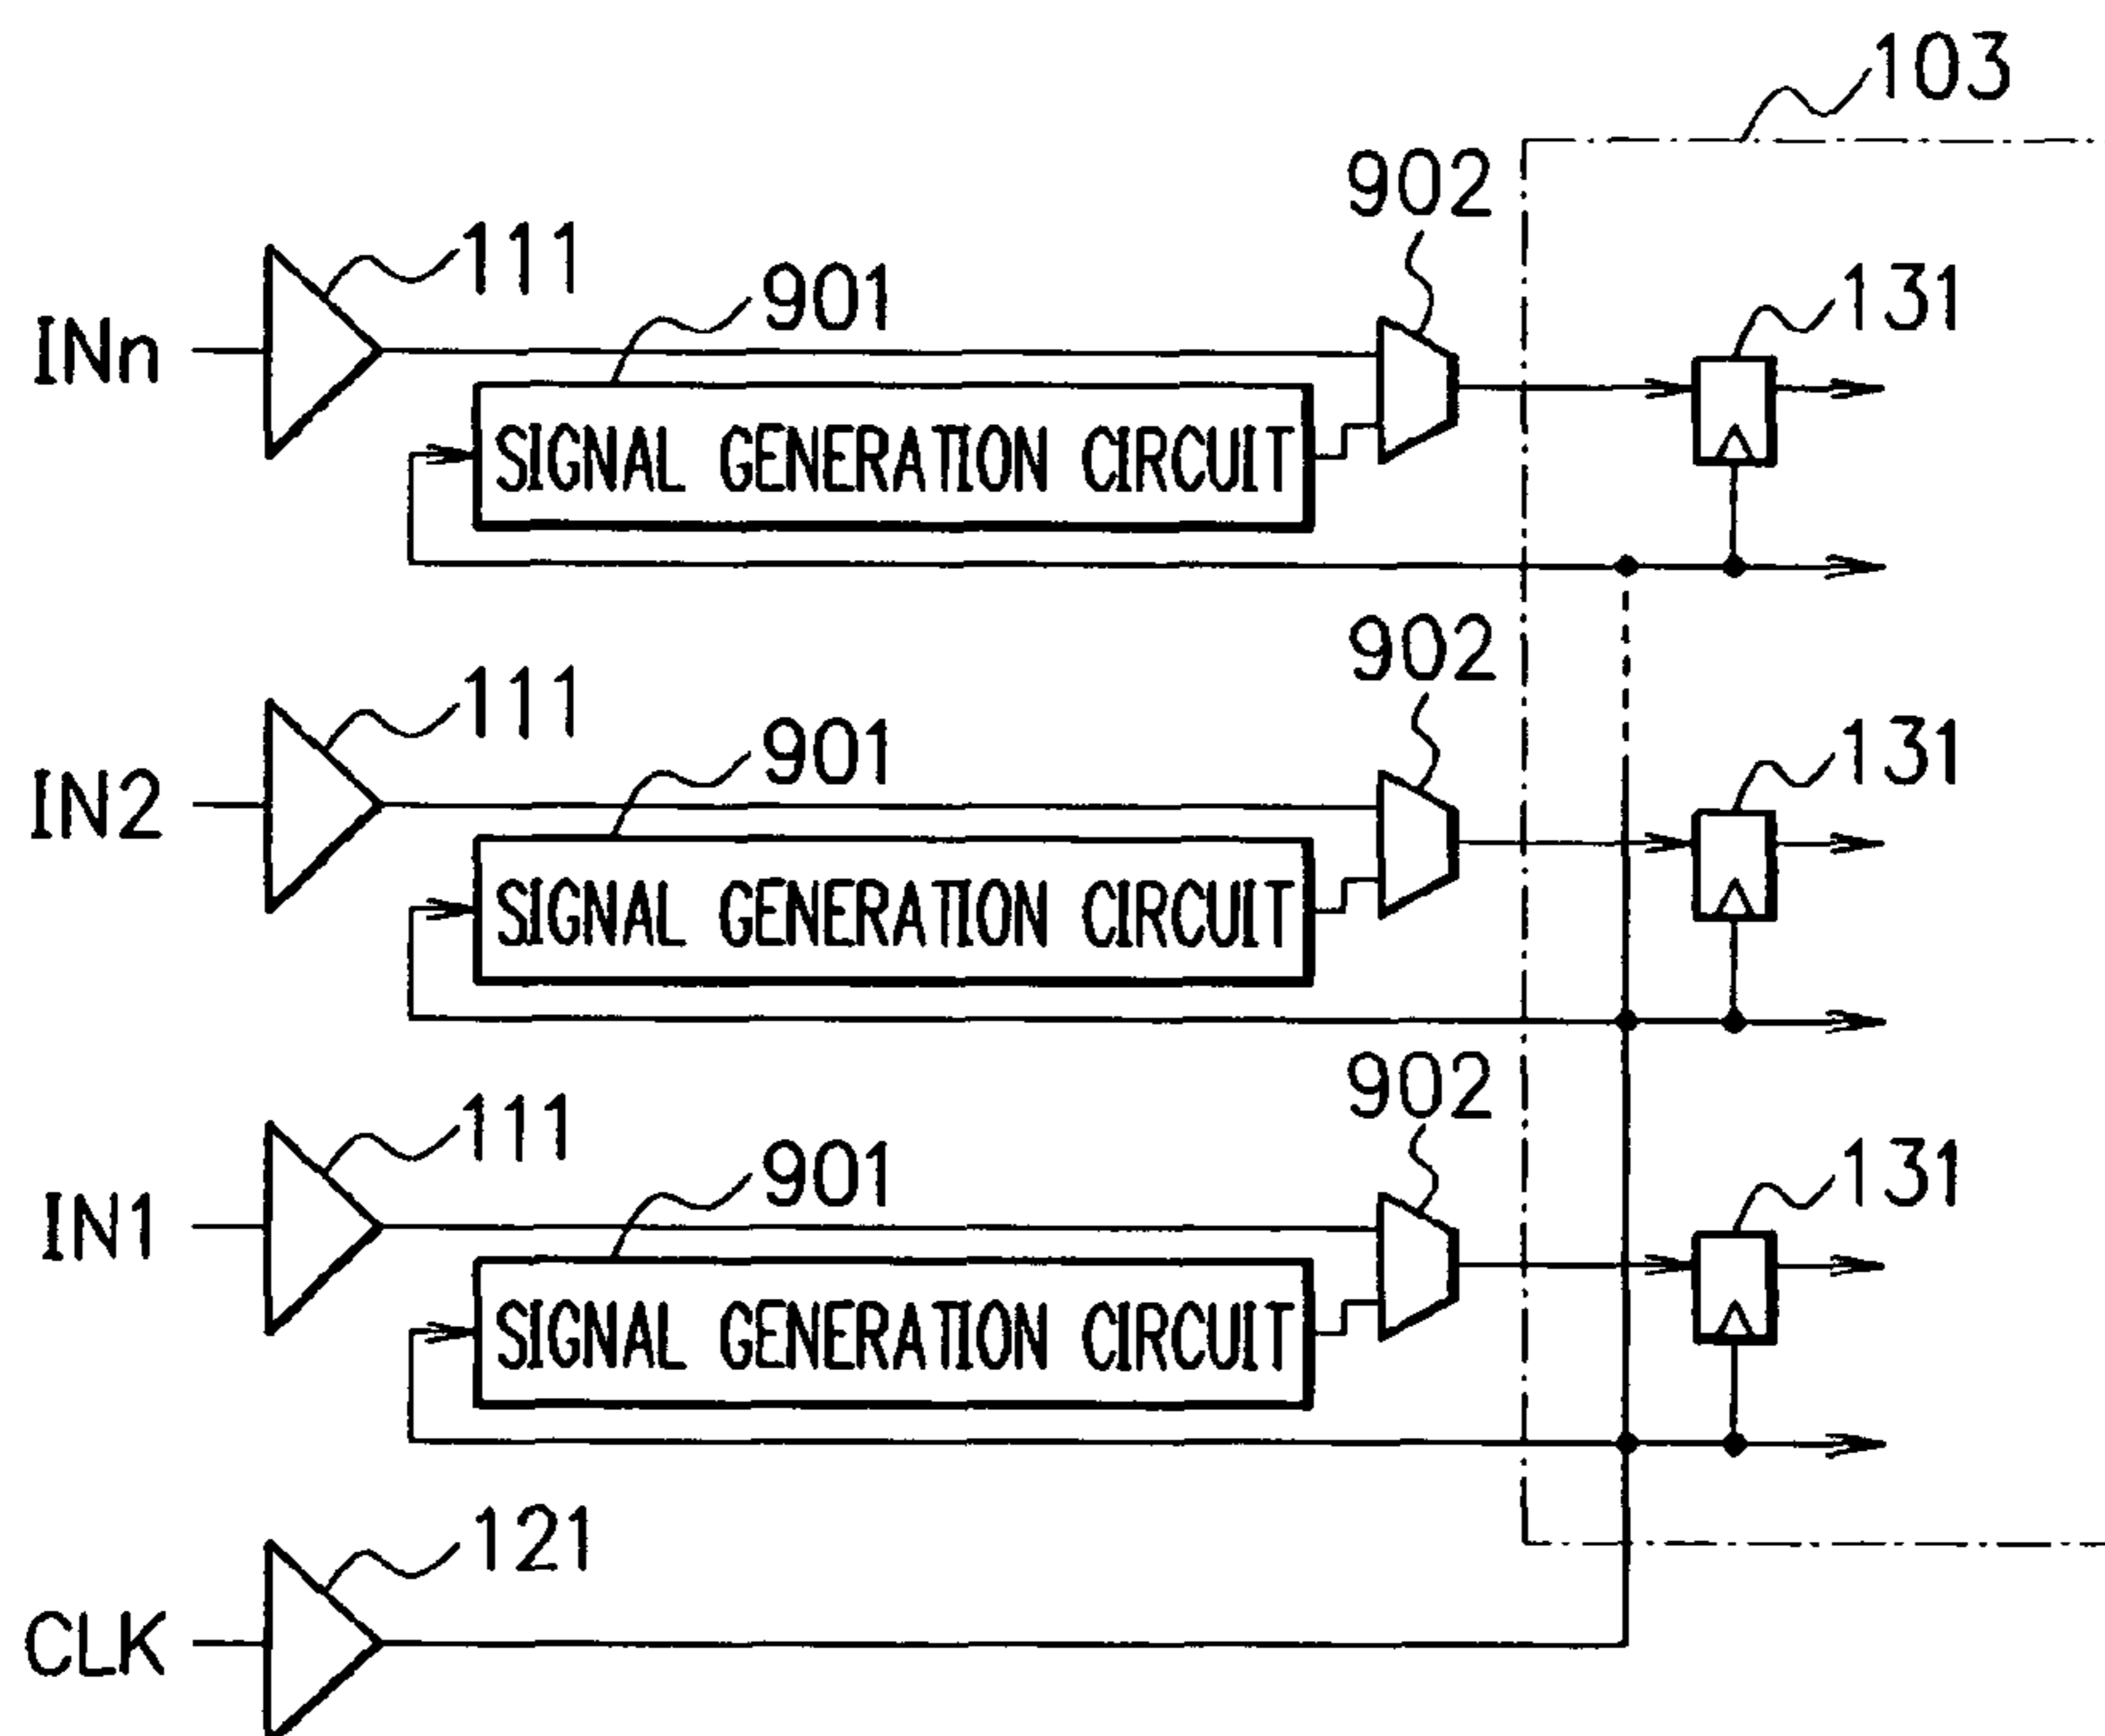 103
902
111
901
131
INn
SIGNAL GENERATION CIRCUIT
902
111
901
131
IN2
SIGNAL GENERATION CIRCUIT
902
111
901
131
IN1
SIGNAL GENERATION CIRCUIT
121
CLK